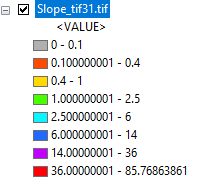 Slope_tif31.tif
<VALUE>
0 - 0.1
0.100000001 - 0.4
0.4 - 1
1.000000001 - 2.5
2.500000001 - 6
6.000000001 - 14
14.00000001 - 36
36.00000001 - 85.76863861